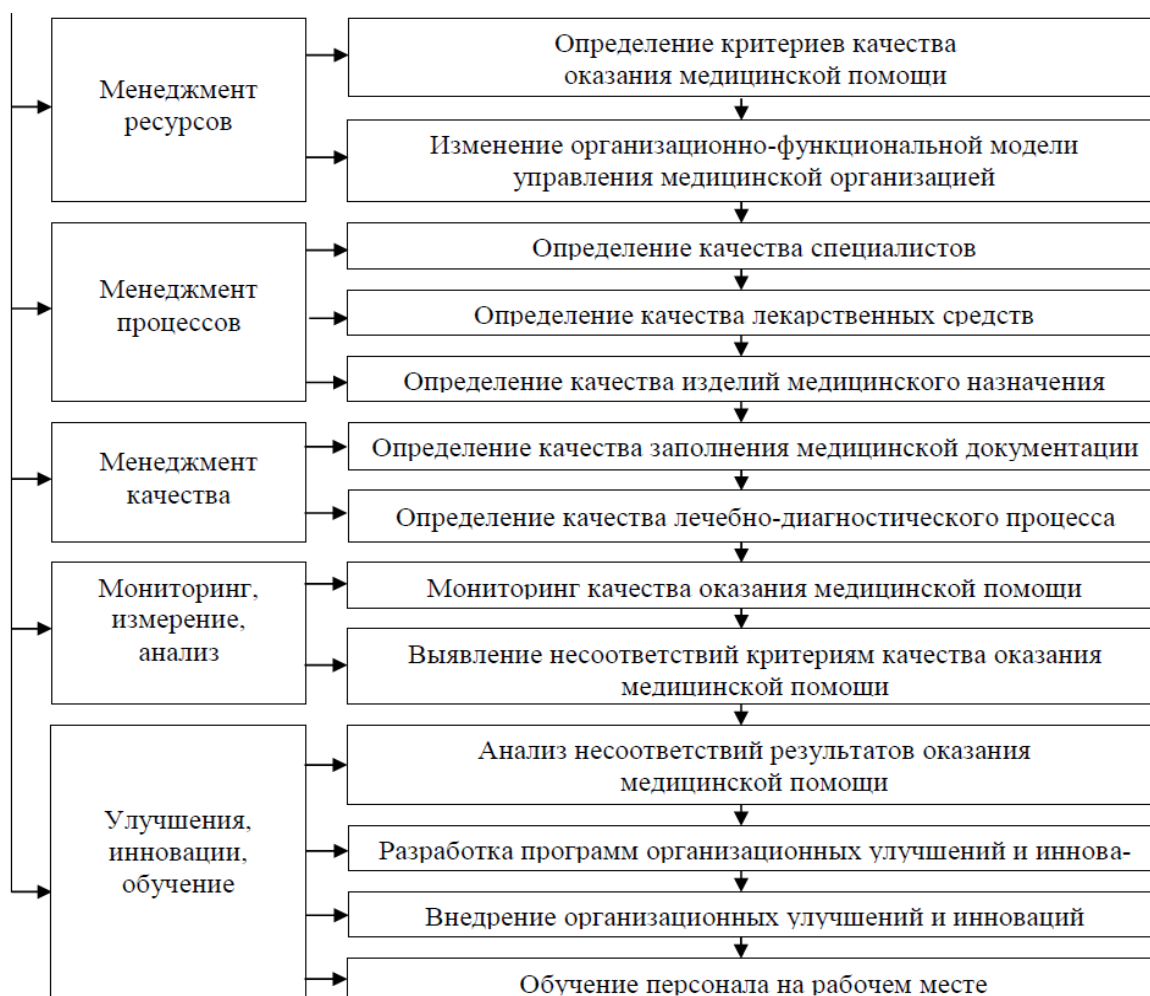 Менеджмент
ресурсов
Определение критериев качества
оказания медицинской помощи
Изменение организационно-функциональной модели
управления медицинской организацией
Менеджмент
процессов
Определение качества специалистов
Определение качества лекарственных средств
Определение качества изделий медицинского назначения
Менеджмент
качества
Определение качества заполнения медицинской документации
Определение качества лечебно-диагностического процесса
Мониторинг,
измерение,
анализ
Мониторинг качества оказания медицинской помощи
Выявление несоответствий критериям качества оказания
медицинской помощи
Улучшения,
инновации,
обучение
Анализ несоответствий результатов оказания
медицинской помощи
Разработка программ организационных улучшений и иннова-
Внедрение организационных улучшений и инноваций
Обучение персонала на рабочем месте